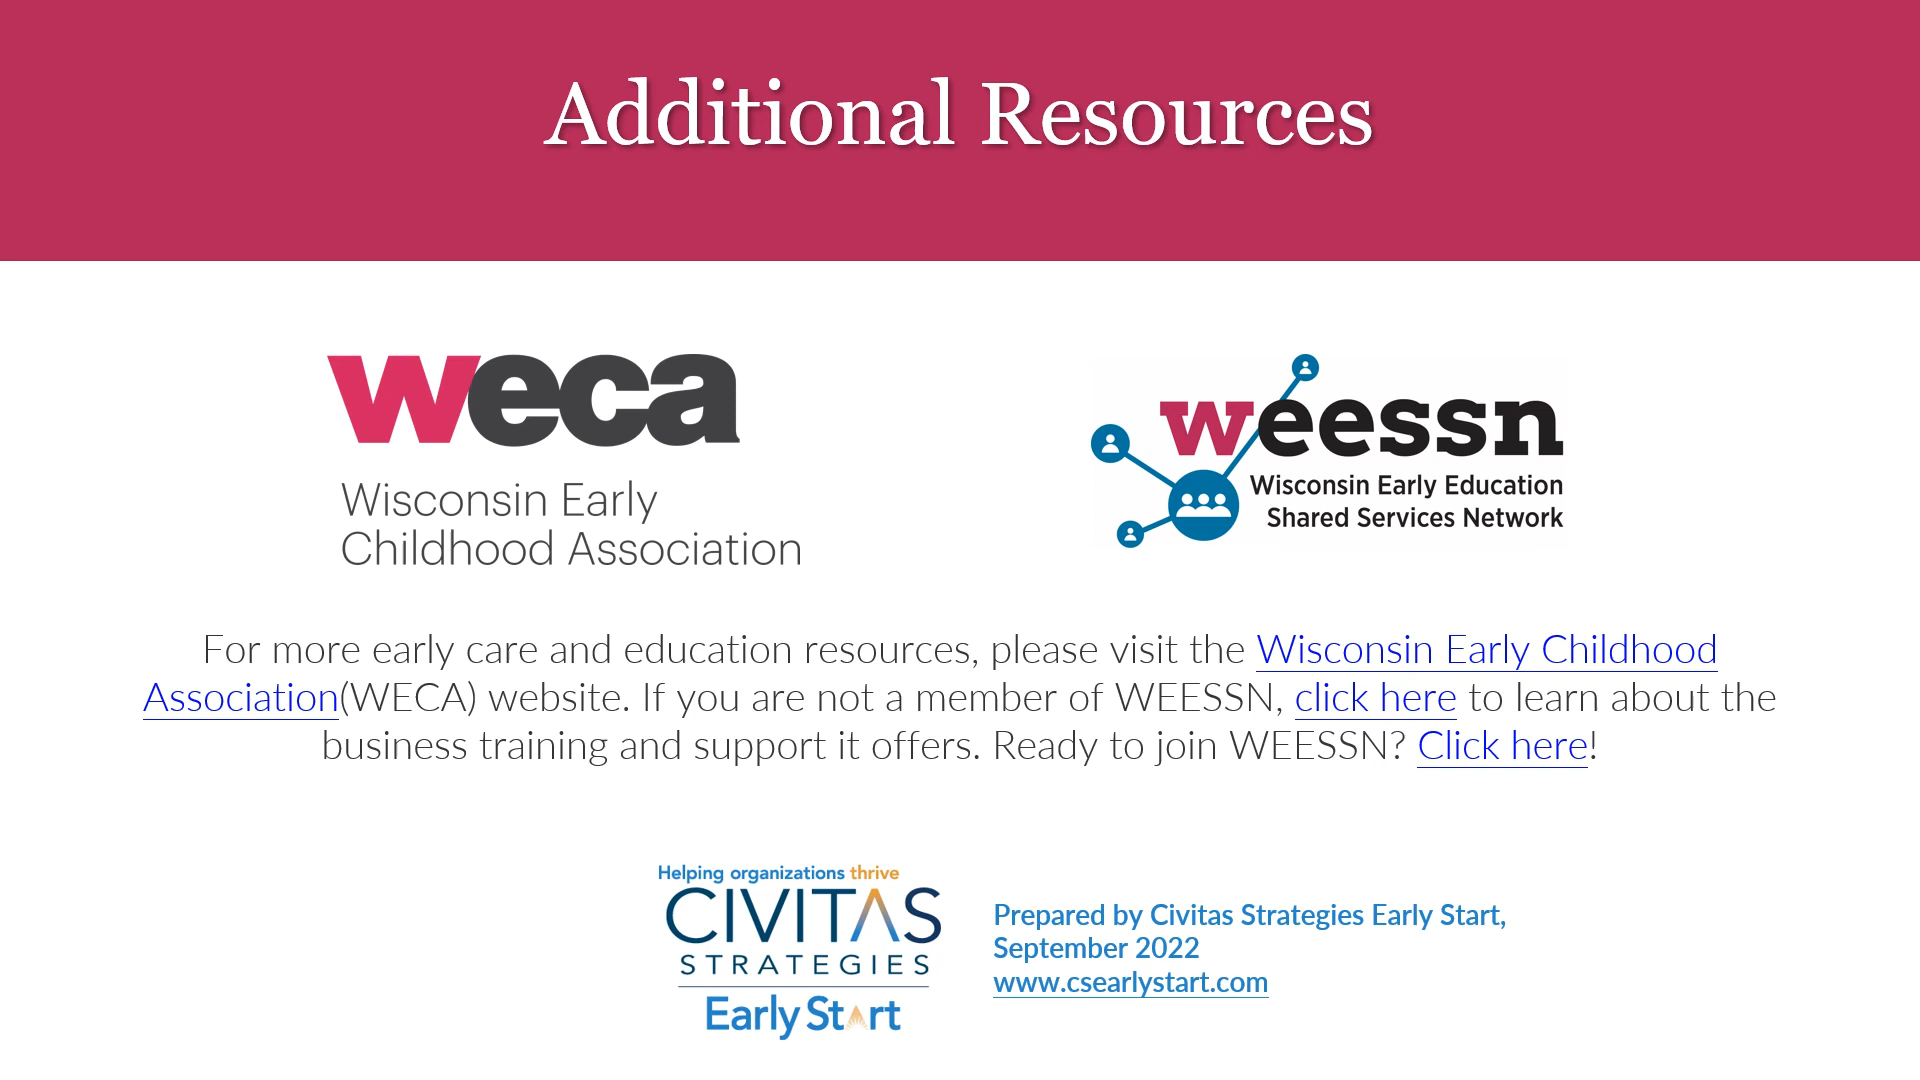 Additional Resources
weca
Wisconsin Early
Childhood Association
weessn
Wisconsin Early Education
Shared Services Network
For more early care and education resources, please visit the Wisconsin Early Childhood
Association(WECA) website. If you are not a member of WEESSN, click here to learn about the
business training and support it offers. Ready to join WEESSN? Click here!
Helping organizations thrive
CIVITAS
STRATEGIES
Early Start
Prepared by Civitas Strategies Early Start,
September 2022
www.csearlystart.com